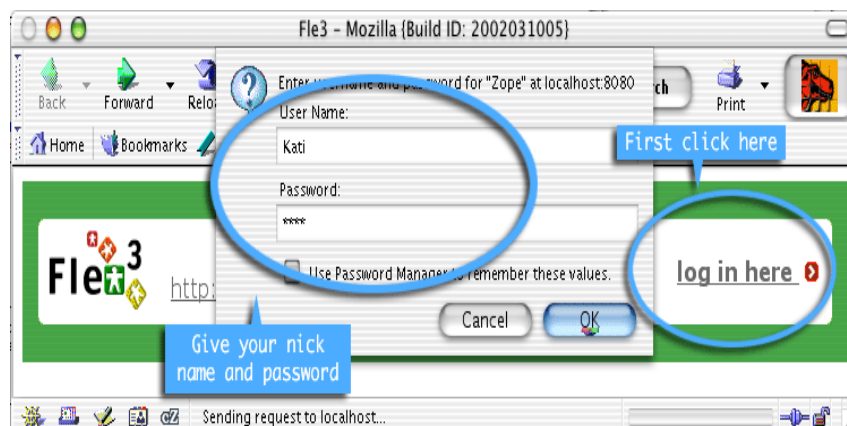 Fle3 - Mozilla {Build ID: 2002031005}
Back
Forward
Print
Enter username and password for "Zope" at localhost:8080
User Name:
Kati
Home
Bookmarks
First click here
Password:
****
Fle3
http:
Use Password Manager to remember these values.
log in here
Cancel
OK
Give your nick
name and password
Sending request to localhost...